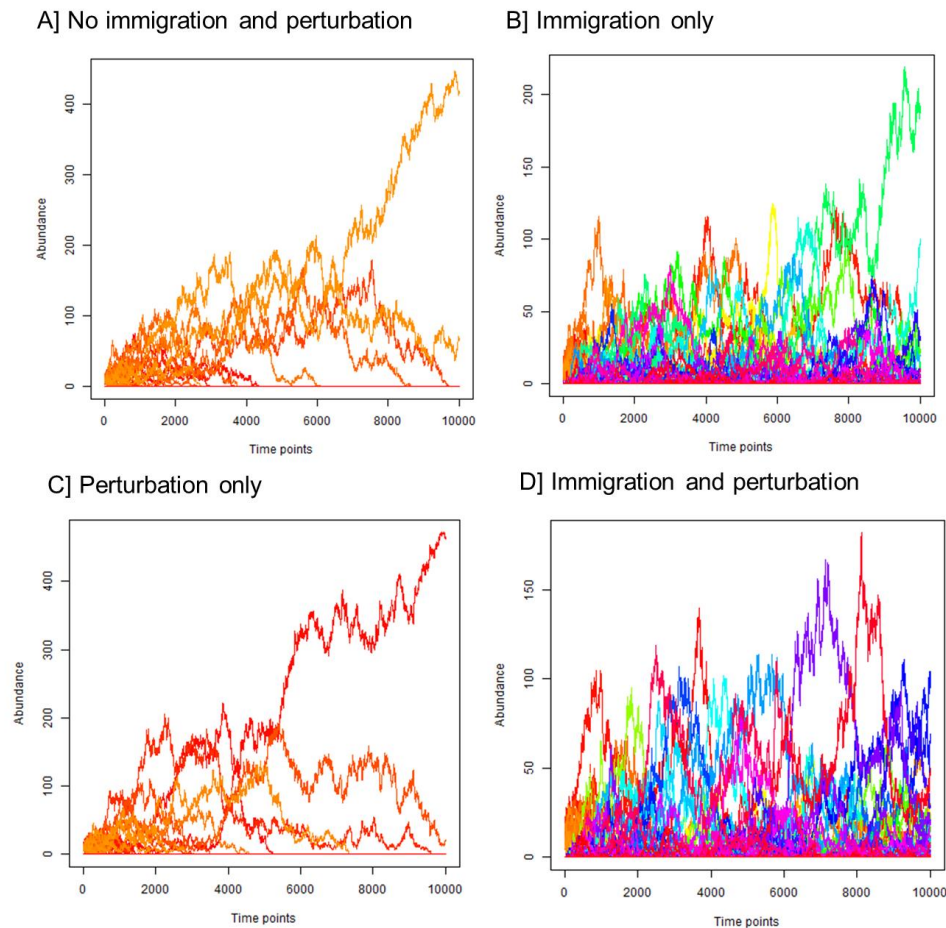 A] No immigration and perturbation
B] Immigration only
400
300
200
100
0
Abundance
0 2000 4000 6000 8000 10000
Time points
200
150
100
50
0
Abundance
0 2000 4000 6000 8000 10000
Time points
C] Perturbation only
D] Immigration and perturbation
400
300
200
100
0
Abundance
0 2000 4000 6000 8000 10000
Time points
150
100
50
0
Abundance
0 2000 4000 6000 8000 10000
Time points